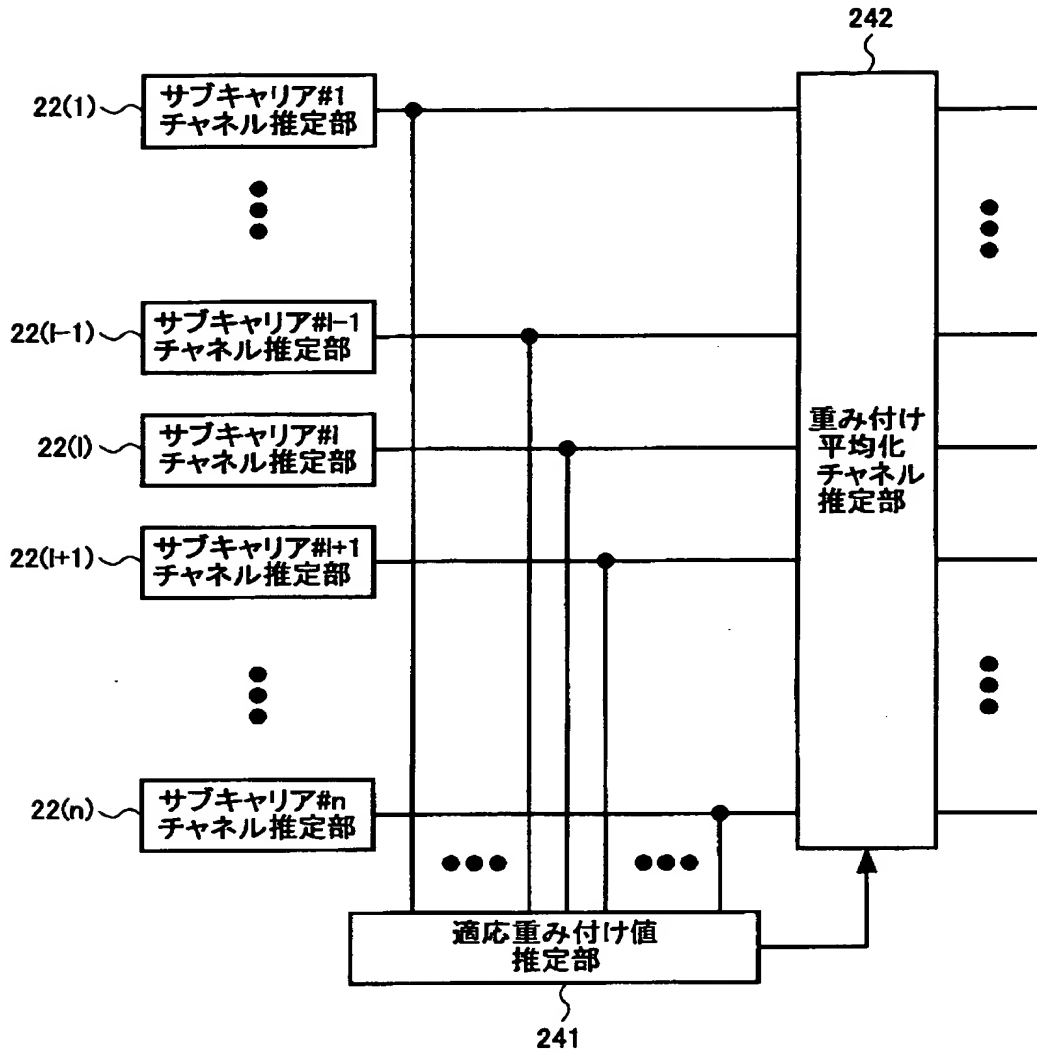 242
22(1)
サブキャリア#1
チャネル推定部
22(l-1)
サブキャリア#l-1
チャネル推定部
22(l)
サブキャリア#l
チャネル推定部
22(l+1)
サブキャリア#l+1
チャネル推定部
22(n)
サブキャリア#n
チャネル推定部
重み付け
平均化
チャネル
推定部
適応重み付け値
推定部
241